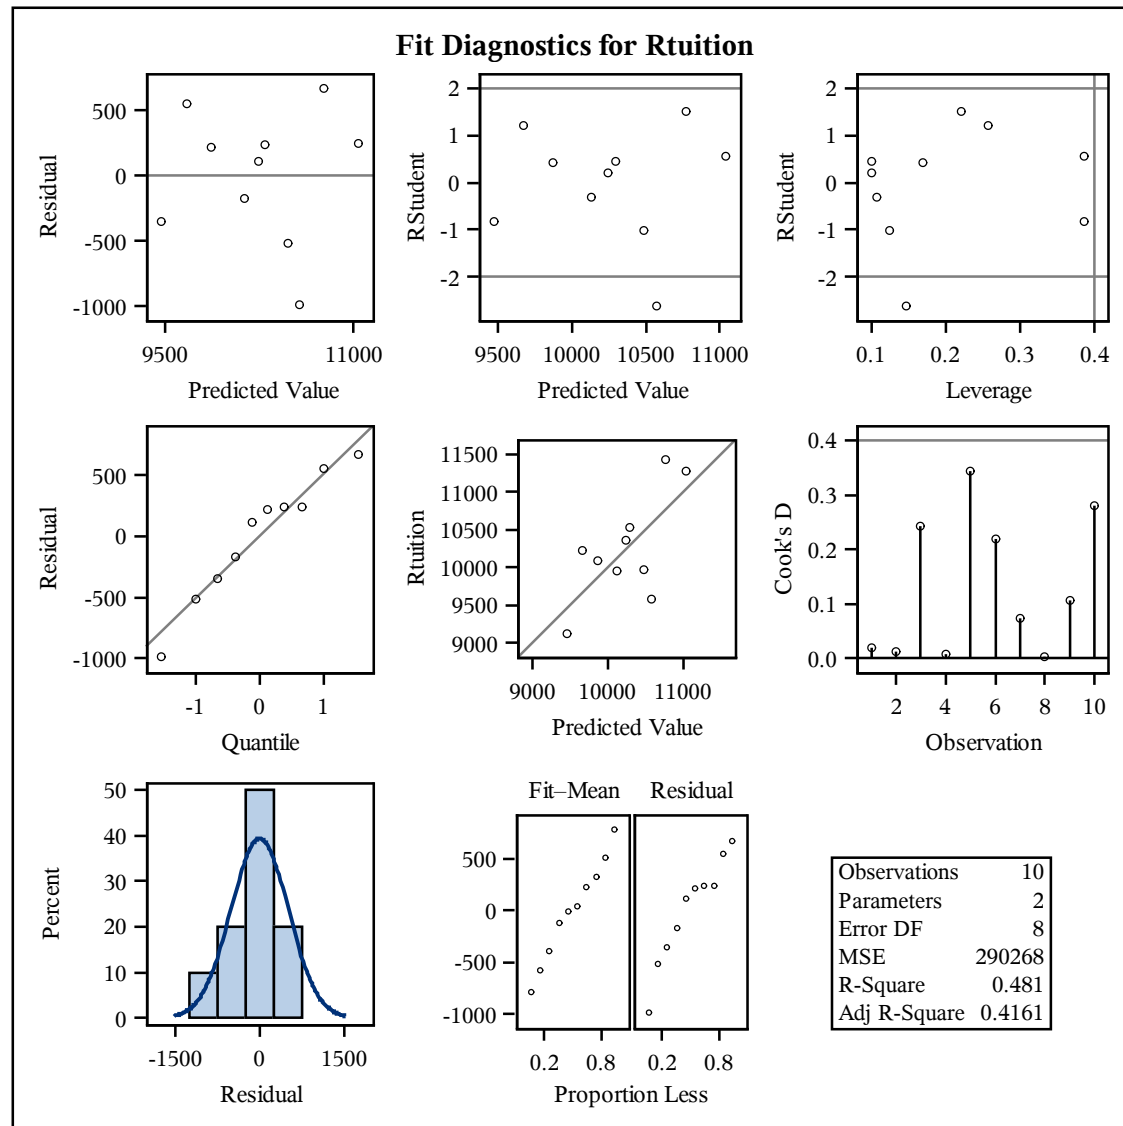 Fit Diagnostics for Rtuition
Residual
500
0
-500
-1000
9500
11000
Predicted Value
RStudent
2
1
0
-1
-2
9500
10000
10500
11000
Predicted Value
RStudent
2
1
0
-1
-2
0.1
0.2
0.3
0.4
Leverage
Residual
500
0
-500
-1000
-1
0
1
Quantile
Rtuition
11500
11000
10500
10000
9500
9000
9000
10000
11000
Predicted Value
Cook's D
0.4
0.3
0.2
0.1
0.0
2
4
6
8
10
Observation
Percent
50
40
30
20
10
0
-1500
0
1500
Residual
Fit–Mean
Residual
500
0
-500
-1000
0.2
0.8
0.2
0.8
Proportion Less
Observations 10
Parameters 2
Error DF 8
MSE 290268
R-Square 0.481
Adj R-Square 0.4161